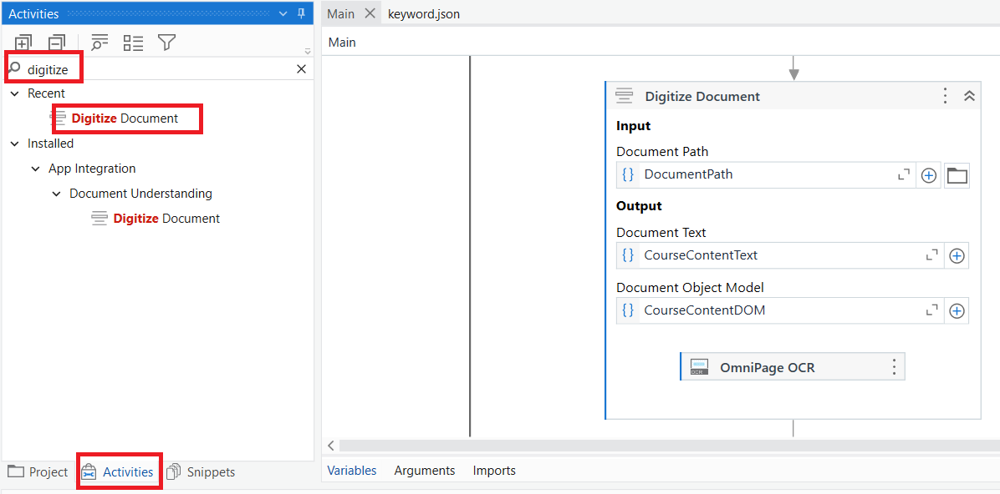 Activities
digitize
Recent
Digitize Document
Installed
App Integration
Document Understanding
Digitize Document
Project
Activities
Snippets
Main
keyword.json
Main
Digitize Document
Input
Document Path
{} DocumentPath
Output
Document Text
{} CourseContentText
Document Object Model
{} CourseContentDOM
OCR
OmniPage OCR
Variables Arguments Imports